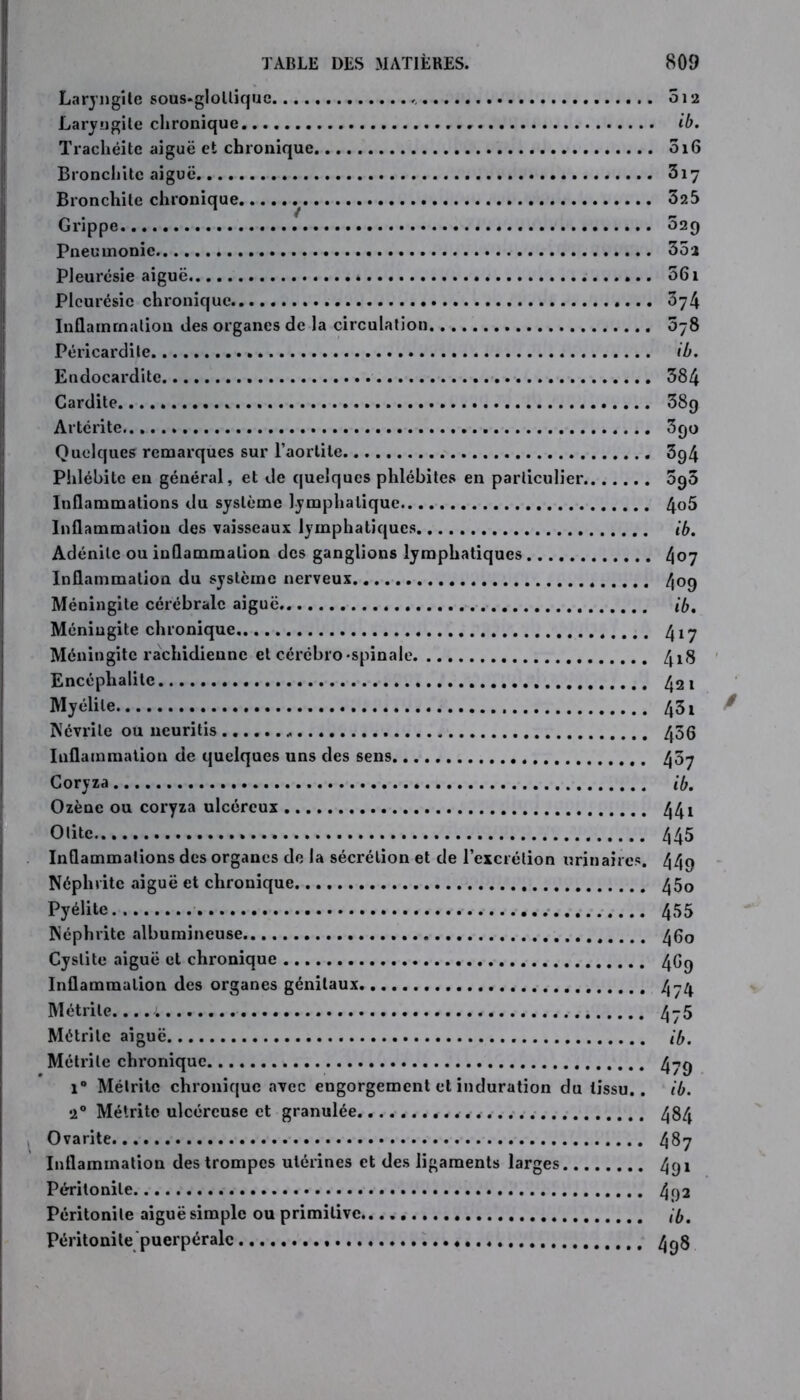 TABLE DES MATIÈRES. 809
Laryngite sous-glottique. 312
Laryngite chronique. ib.
Trachéite aiguë et chronique. 316
Bronchite aiguë. 317
Bronchite chronique. 325
Grippe. 329
Pneumonie. 332
Pleurésie aiguë. 361
Pleurésie chronique. 374
Inflammation des organes de la circulation. 378
Péricardite. ib.
Endocardite. 384
Cardite. 389
Artérite. 390
Quelques remarques sur l'aortite. 394
Phlébite en général, et de quelques phlébites en particulier. 393
Inflammations du système lymphatique. 405
Inflammation des vaisseaux lymphatiques. ib.
Adénite ou inflammation des ganglions lymphatiques. 407
Inflammation du système nerveux. 409
Méningite cérébrale aiguë. ib.
Méningite chronique. 417
Méningite rachidienne et cérébro-spinale. 418
Encéphalite. 421
Myélite. 431
Névrite ou neuritis. 436
Inflammation de quelques uns des sens. 437
Coryza. ib.
Ozène ou coryza ulcéreux. 441
Otite. 445
Inflammations des organes de la sécrétion et de l'excrétion urinaires. 449
Néphrite aiguë et chronique. 450
Pyélite. 455
Néphrite albumineuse. 460
Cystite aiguë et chronique. 469
Inflammation des organes génitaux. 474
Métrite. 475
Métrite aiguë. ib.
Métrite chronique. 479
1° Métrite chronique avec engorgement et induration du tissu. ib.
2° Métrite ulcéreuse et granulée. 484
Ovarite. 487
Inflammation des trompes utérines et des ligaments larges. 491
Péritonite. 492
Péritonite aiguë simple ou primitive. ib.
Péritonite puerpérale. 498